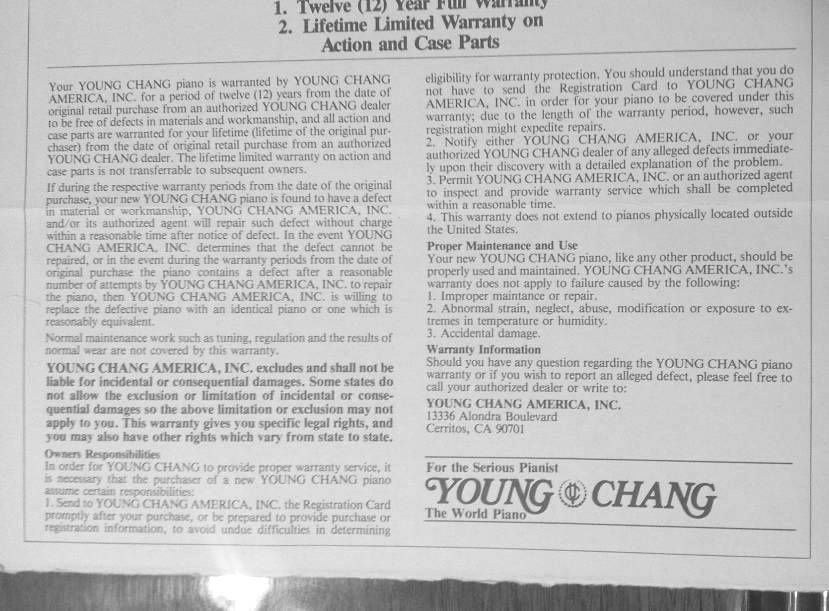 1. Twelve (12) Year Full Warranty
2. Lifetime Limited Warranty on
Action and Case Parts
Your YOUNG CHANG piano is warranted by YOUNG CHANG
AMERICA, INC. for a period of twelve (12) years from the date of
original retail purchase from an authorized YOUNG CHANG dealer
to be free of defects in materials and workmanship, and all action and
case parts are warranted for your lifetime (lifetime of the original pur-
chaser) from the date of original retail purchase from an authorized
YOUNG CHANG dealer. The lifetime limited warranty on action and
case parts is not transferrable to subsequent owners.
If during the respective warranty periods from the date of the original
purchase, your new YOUNG CHANG piano is found to have a defect
in material or workmanship, YOUNG CHANG AMERICA, INC.
and/or its authorized agent will repair such defect without charge
within a reasonable time after notice of defect. In the event YOUNG
CHANG AMERICA, INC. determines that the defect cannot be
repaired, or in the event during the warranty periods from the date of
original purchase the piano contains a defect after a reasonable
number of attempts by YOUNG CHANG AMERICA, INC. to repair
the piano, then YOUNG CHANG AMERICA, INC. is willing to
replace the defective piano with an identical piano or one which is
reasonably equivalent.
Normal maintenance work such as tuning, regulation and the results of
normal wear are not covered by this warranty.
YOUNG CHANG AMERICA, INC. excludes and shall not be
liable for incidental or consequential damages. Some states do
not allow the exclusion or limitation of incidental or conse-
quential damages so the above limitation or exclusion may not
apply to you. This warranty gives you specific legal rights, and
you may also have other rights which vary from state to state.
Owners Responsibilities
In order for YOUNG CHANG to provide proper warranty service, it
is necessary that the purchaser of a new YOUNG CHANG piano
assume certain responsibilities:
1. Send to YOUNG CHANG AMERICA, INC. the Registration Card
promptly after your purchase, or be prepared to provide purchase or
registration information, to avoid undue difficulties in determining
eligibility for warranty protection. You should understand that you do
not have to send the Registration Card to YOUNG CHANG
AMERICA, INC. in order for your piano to be covered under this
warranty; due to the length of the warranty period, however, such
registration might expedite repairs.
2. Notify either YOUNG CHANG AMERICA, INC. or your
authorized YOUNG CHANG dealer of any alleged defects immediate-
ly upon their discovery with a detailed explanation of the problem.
3. Permit YOUNG CHANG AMERICA, INC. or an authorized agent
to inspect and provide warranty service which shall be completed
within a reasonable time.
4. This warranty does not extend to pianos physically located outside
the United States.
Proper Maintenance and Use
Your new YOUNG CHANG piano, like any other product, should be
properly used and maintained. YOUNG CHANG AMERICA, INC.'s
warranty does not apply to failure caused by the following:
1. Improper maintance or repair.
2. Abnormal strain, neglect, abuse, modification or exposure to ex-
tremes in temperature or humidity.
3. Accidental damage.
Warranty Information
Should you have any question regarding the YOUNG CHANG piano
warranty or if you wish to report an alleged defect, please feel free to
call your authorized dealer or write to:
YOUNG CHANG AMERICA, INC.
13336 Alondra Boulevard
Cerritos, CA 90701
For the Serious Pianist
YOUNG CHANG
The World Piano